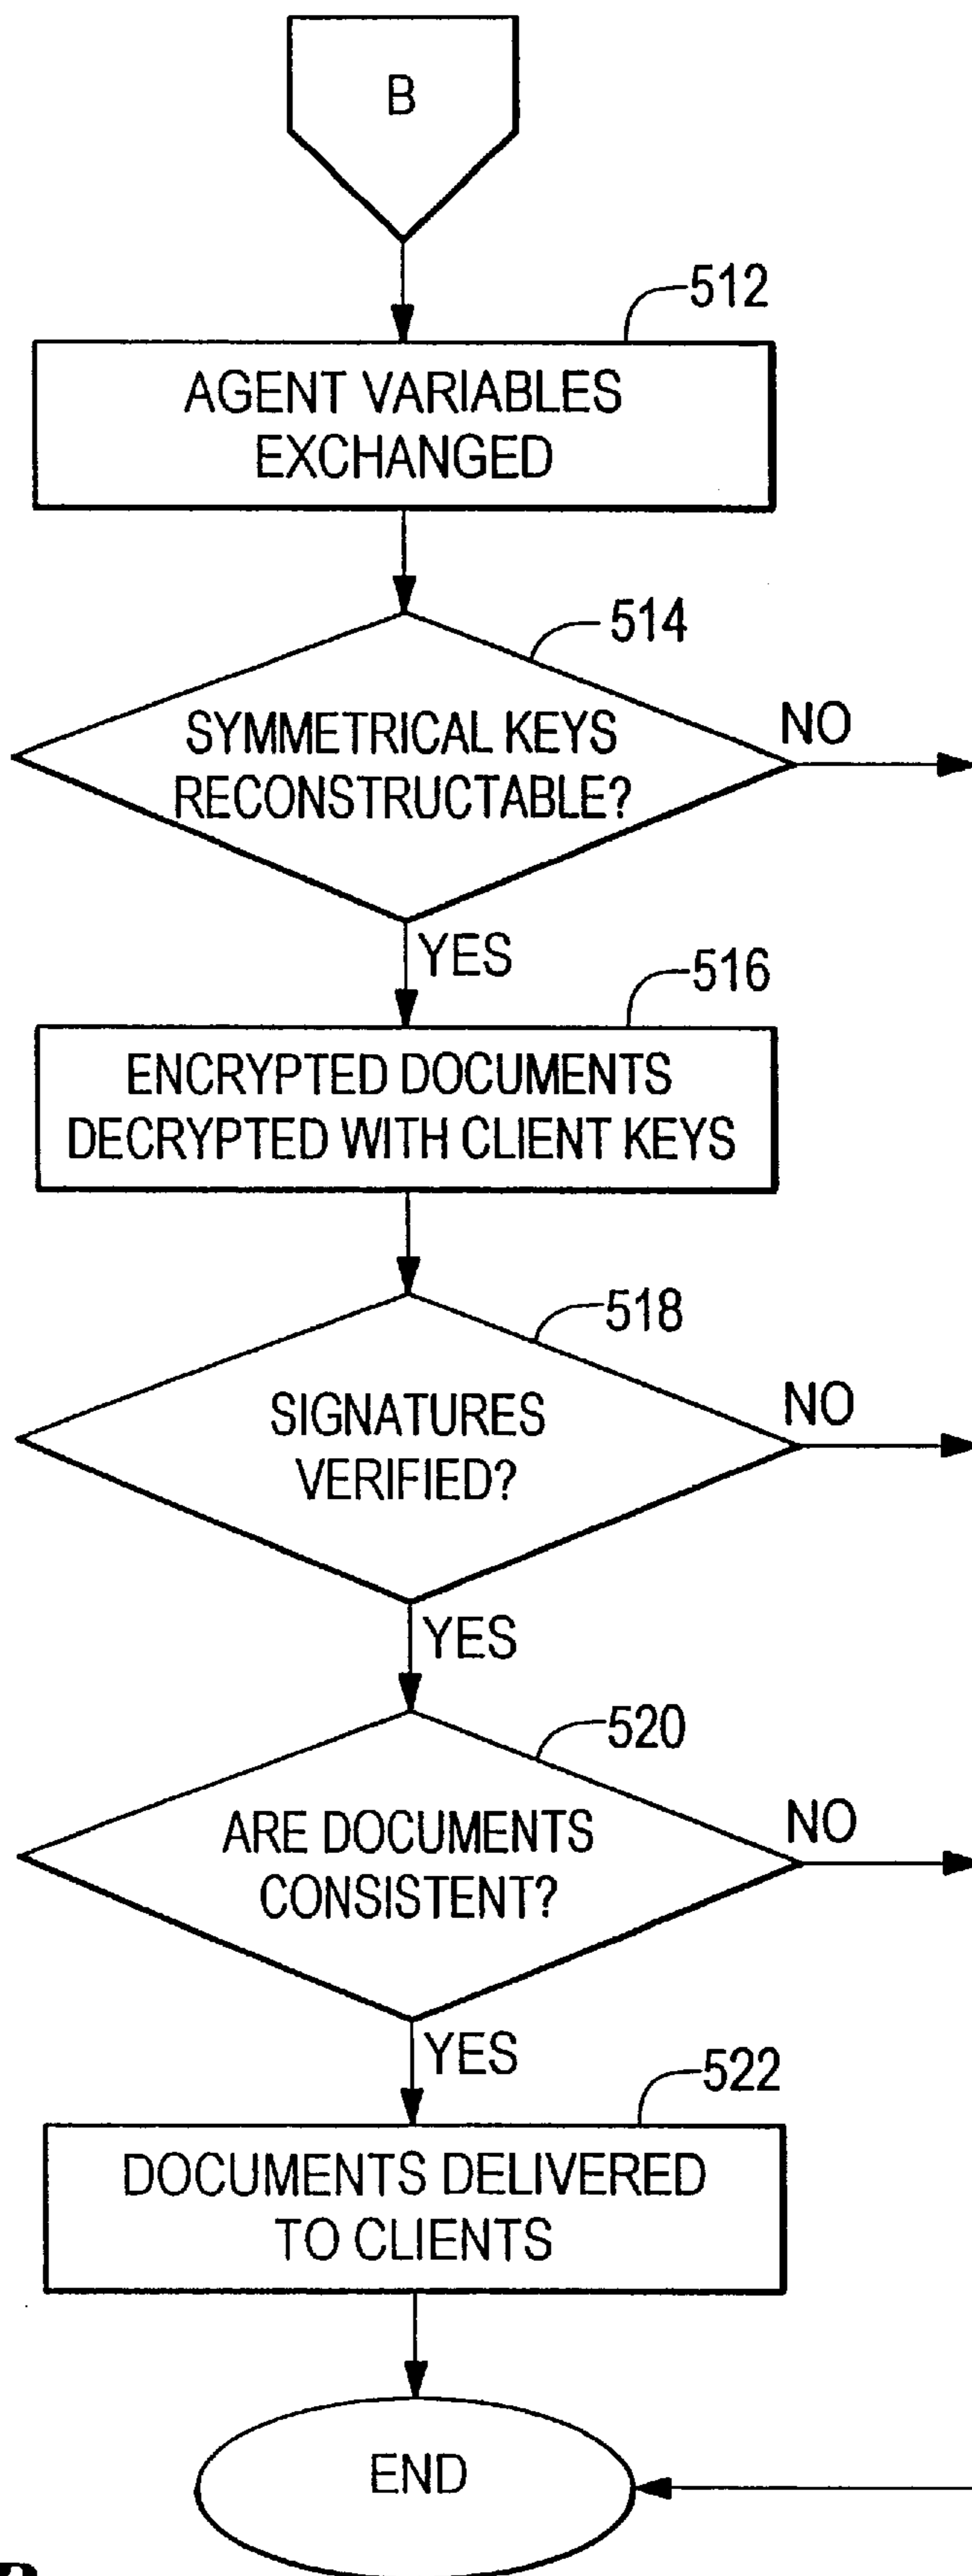 B
512
AGENT VARIABLES
EXCHANGED
514
SYMMETRICAL KEYS
RECONSTRUCTABLE?
NO
YES
516
ENCRYPTED DOCUMENTS
DECRYPTED WITH CLIENT KEYS
518
SIGNATURES
VERIFIED?
NO
YES
520
ARE DOCUMENTS
CONSISTENT?
NO
YES
522
DOCUMENTS DELIVERED
TO CLIENTS
END